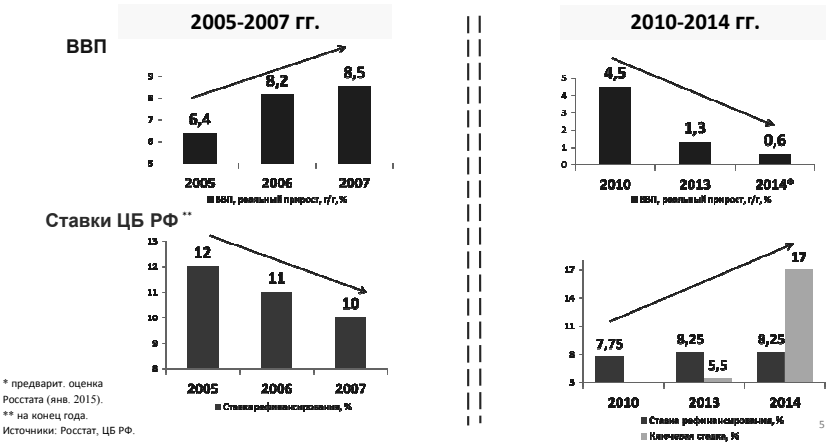 2005-2007 гг.
2010-2014 гг.
ВВП
9
8
7
6
5
6,4
8,2
8,5
2005 2006 2007
ВВП, реальный прирост, г/г, %
5
4
3
2
1
0
4,5
1,3
0,6
2010 2013 2014*
ВВП, реальный прирост, г/г, %
Ставки ЦБ РФ **
13
12
11
10
9
8
12
11
10
2005 2006 2007
Ставка рефинансирования, %
17
14
11
8
5
7,75
8,25
5,5
8,25
17
2010 2013 2014
Ставка рефинансирования, %
Ключевая ставка, %
* предварит. оценка
Росстата (янв. 2015).
** на конец года.
Источники: Росстат, ЦБ РФ.
5